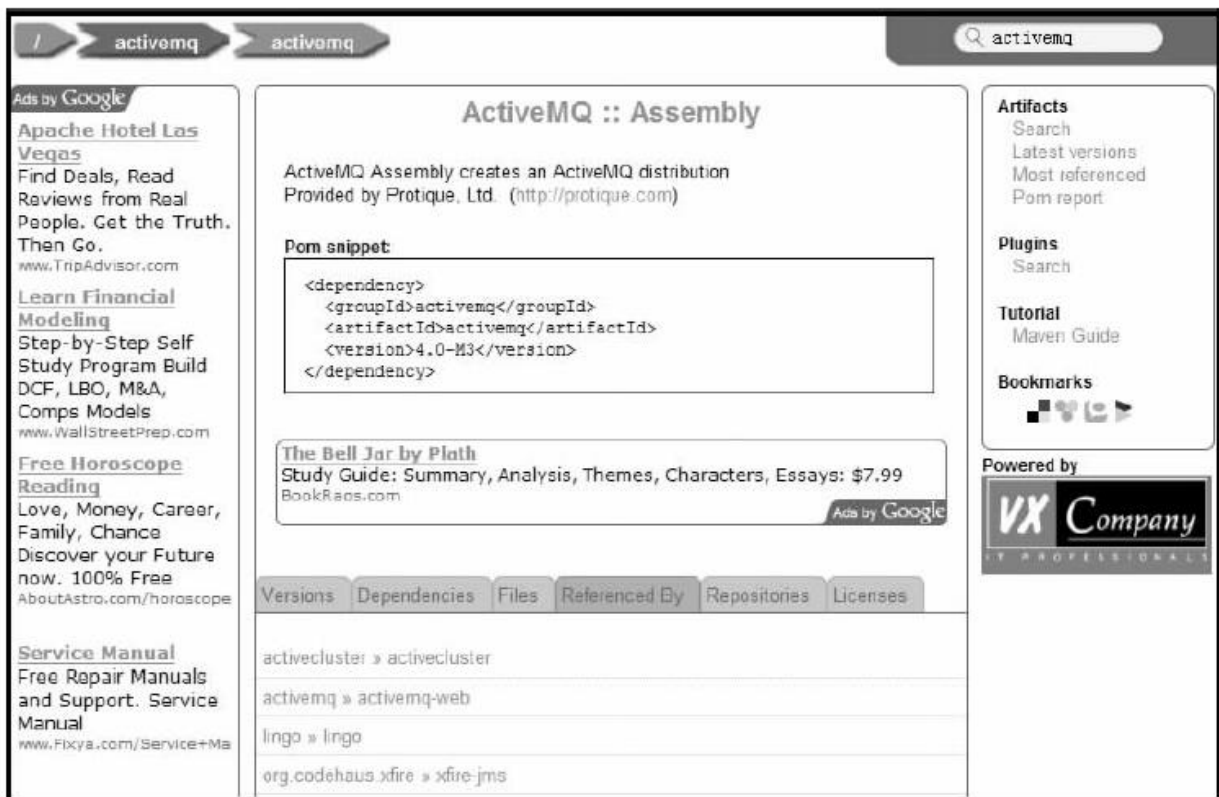 / activemq activemq
activemq
Ads by Google
Apache Hotel Las
Vegas
Find Deals, Read
Reviews from Real
People. Get the Truth.
Then Go.
www.TripAdvisor.com
Learn Financial
Modeling
Step-by-Step Self
Study Program Build
DCF, LBO, M&A,
Comps Models
www.WallStreetPrep.com
Free Horoscope
Reading
Love, Money, Career,
Family, Chance
Discover your Future
now. 100% Free
AboutAstro.com/horoscope
Service Manual
Free Repair Manuals
and Support. Service
Manual
www.Fixya.com/Service+Ma
ActiveMQ :: Assembly
ActiveMQ Assembly creates an ActiveMQ distribution
Provided by Protique, Ltd. (http://protique.com)
Pom snippet:
<dependency>
<groupId>activemq</groupId>
<artifactId>activemq</artifactId>
<version>4.0-M3</version>
</dependency>
The Bell Jar by Plath
Study Guide: Summary, Analysis, Themes, Characters, Essays: $7.99
BookRags.com
Ads by Google
Versions Dependencies Files Referenced By Repositories Licenses
activecluster » activecluster
activemq » activemq-web
lingo » lingo
org.codehaus.xfire » xfire-jms
Artifacts
Search
Latest versions
Most referenced
Pom report
Plugins
Search
Tutorial
Maven Guide
Bookmarks
Powered by
VX Company
IT PROFESSIONALS